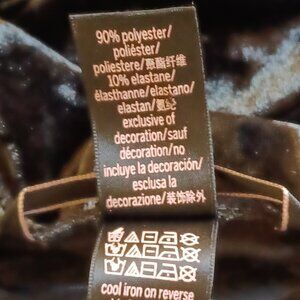 90% polyester/
poliéster/
poliestere/聚酯纤维
10% elastane/
élasthanne/elastano/
elastan/氨纶
exclusive of
decoration/sauf
décoration/no
incluye la decoración/
esclusa la
decorazione/装饰除外
cool iron on reverse